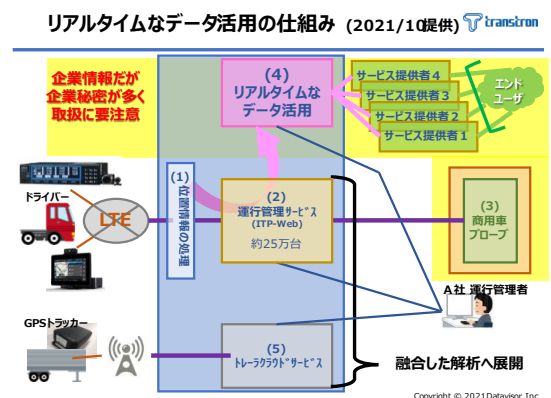 リアルタイムなデータ活用の仕組み (2021/10提供)
transtron
企業情報だが
企業秘密が多く
取扱に要注意
(4)
リアルタイムな
データ活用
サービス提供者４
サービス提供者３
サービス提供者２
サービス提供者１
エンド
ユーザ
ドライバー
LTE
(1)位置情報の処理
(2)
運行管理ｻｰﾋﾞｽ
(ITP-Web)
約25万台
(3)
商用車
プローブ
A社 運行管理者
GPSトラッカー
(5)
ﾄﾚｰﾗｸﾗｳﾄﾞｻｰﾋﾞｽ
融合した解析へ展開
Copyright © 2021Datavisor Inc